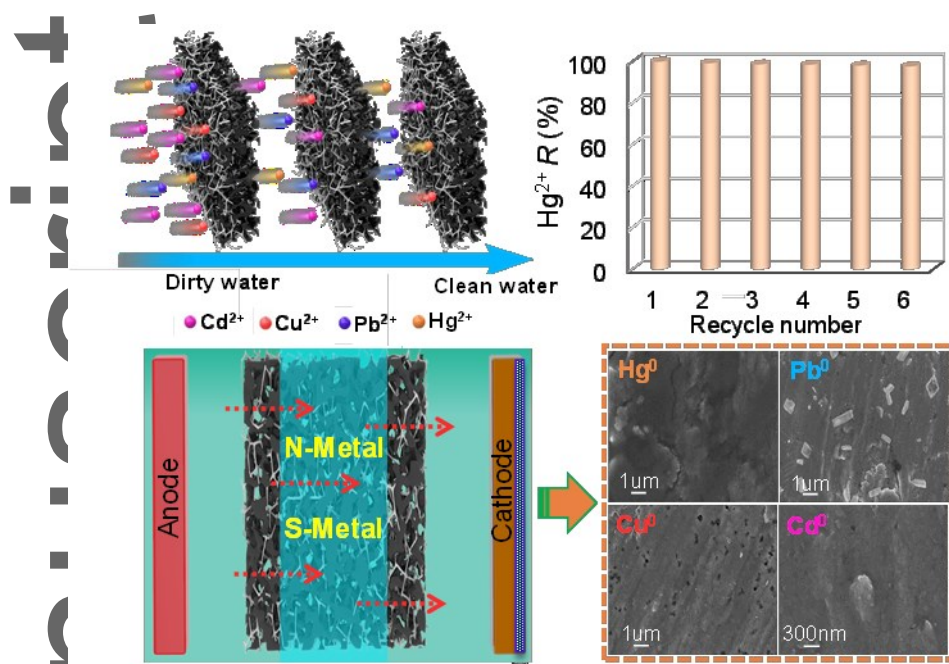 Dirty water
Clean water
Cd²⁺ Cu²⁺ Pb²⁺ Hg²⁺
Hg²⁺ R (%)
100
80
60
40
20
0
1 2 3 4 5 6
Recycle number
Anode
N-Metal
S-Metal
Cathode
Hg⁰
1um
Pb⁰
1um
Cu⁰
1um
Cd⁰
300nm